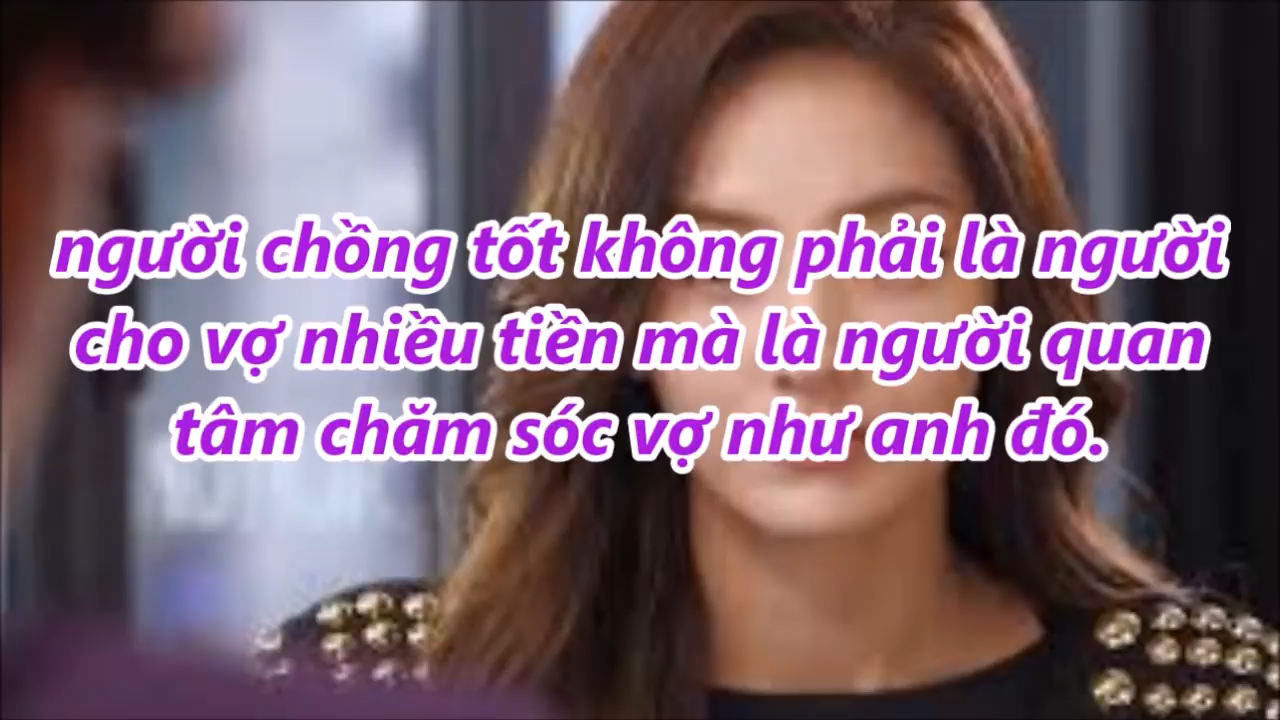 người chồng tốt không phải là người
cho vợ nhiều tiền mà là người quan
tâm chăm sóc vợ như anh đó.